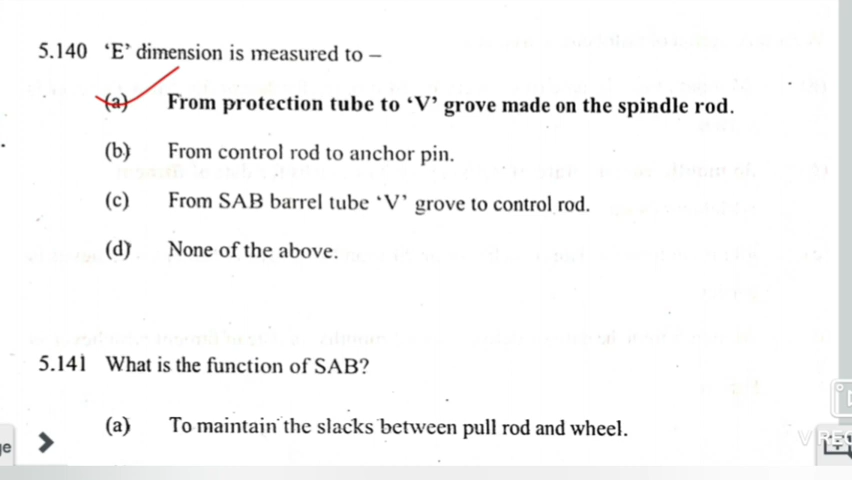 5.140 ‘E’ dimension is measured to –
(a) From protection tube to ‘V’ grove made on the spindle rod.
(b) From control rod to anchor pin.
(c) From SAB barrel tube ‘V’ grove to control rod.
(d) None of the above.
5.141 What is the function of SAB?
(a) To maintain the slacks between pull rod and wheel.
V REC
ge